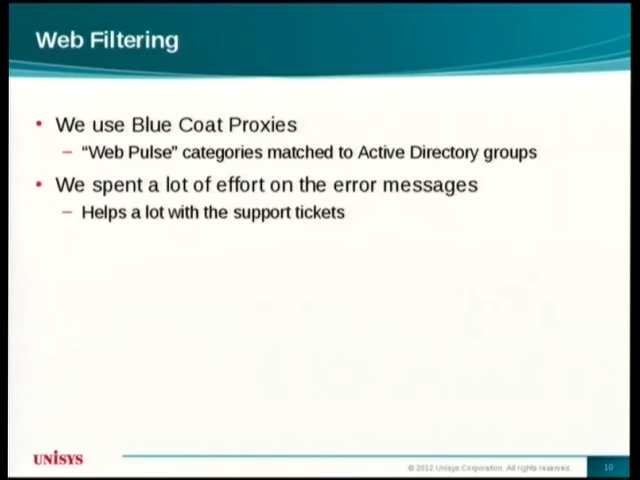 Web Filtering
• We use Blue Coat Proxies
– “Web Pulse” categories matched to Active Directory groups
• We spent a lot of effort on the error messages
– Helps a lot with the support tickets
UNISYS
© 2012 Unisys Corporation. All rights reserved.
10